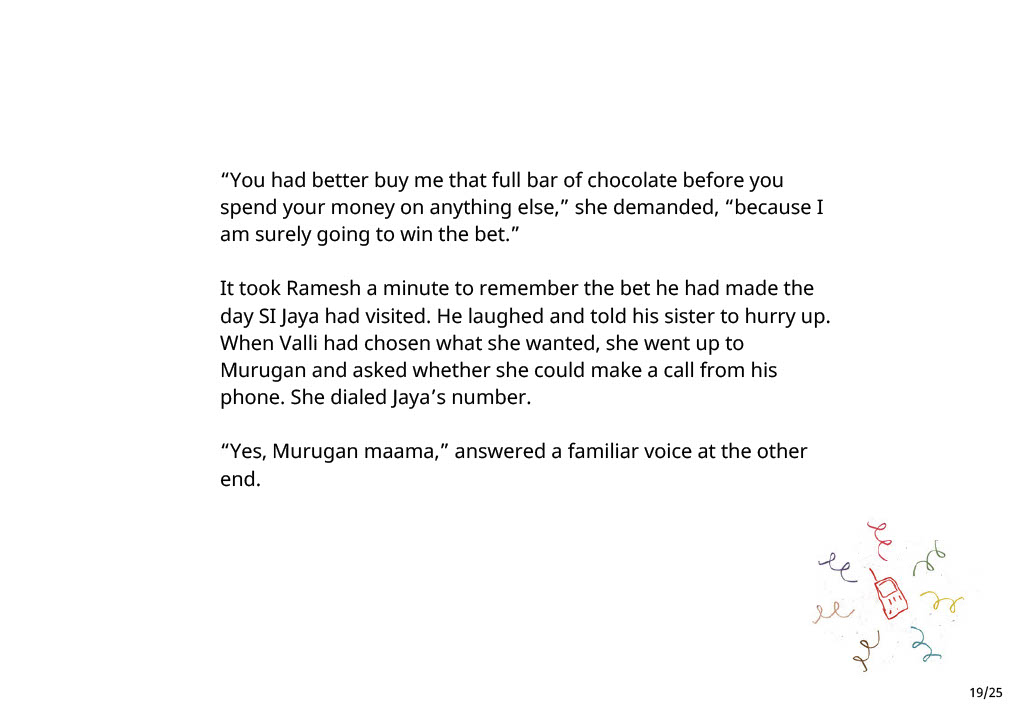 “You had better buy me that full bar of chocolate before you
spend your money on anything else,” she demanded, “because I
am surely going to win the bet.”
It took Ramesh a minute to remember the bet he had made the
day SI Jaya had visited. He laughed and told his sister to hurry up.
When Valli had chosen what she wanted, she went up to
Murugan and asked whether she could make a call from his
phone. She dialed Jaya’s number.
“Yes, Murugan maama,” answered a familiar voice at the other
end.
19/25